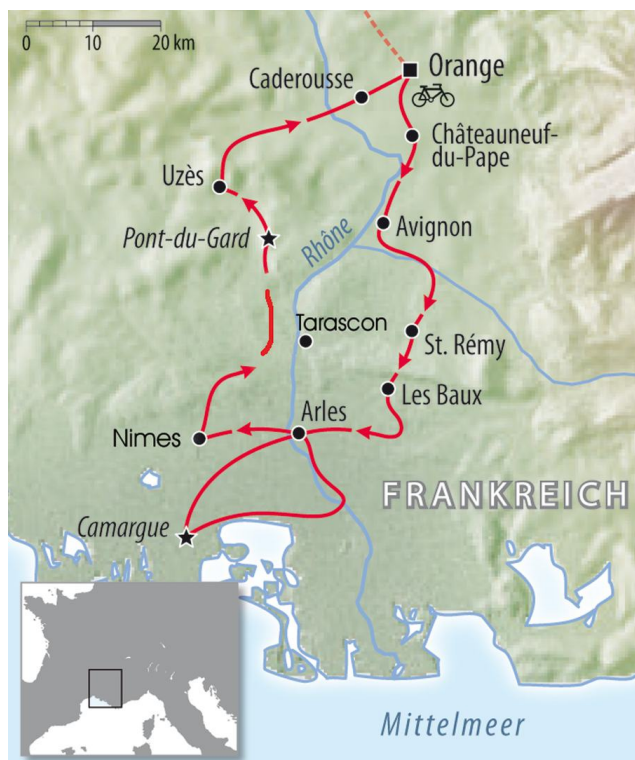 0 10 20 km
Orange
Caderousse
Châteauneuf-
du-Pape
Uzès
Avignon
Pont-du-Gard
Rhône
Tarascon
St. Rémy
Les Baux
Arles
Nimes
FRANKREICH
Camargue
Mittelmeer